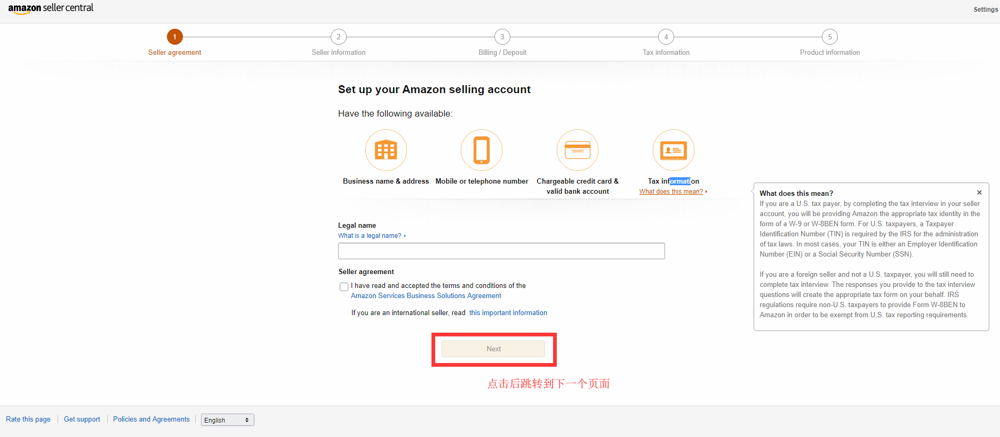 amazon seller central
Settings
1
2
3
4
5
Seller agreement
Seller information
Billing / Deposit
Tax information
Product information
Set up your Amazon selling account
Have the following available:
Business name & address
Mobile or telephone number
Chargeable credit card &
valid bank account
Tax information
What does this mean?
What does this mean?
If you are a U.S. tax payer, by completing the tax interview in your seller
account, you will be providing Amazon the appropriate tax identity in the
form of a W-9 or W-8BEN form. For U.S. taxpayers, a Taxpayer
Identification Number (TIN) is required by the IRS for the administration
of tax laws. In most cases, your TIN is either an Employer Identification
Number (EIN) or a Social Security Number (SSN).
If you are a foreign seller and not a U.S. taxpayer, you will still need to
complete tax interview. The responses you provide to the tax interview
questions will create the appropriate tax form on your behalf. IRS
regulations require non-U.S. taxpayers to provide Form W-8BEN to
Amazon in order to be exempt from U.S. tax reporting requirements.
Legal name
What is a legal name?
Seller agreement
I have read and accepted the terms and conditions of the
Amazon Services Business Solutions Agreement
If you are an international seller, read this important information
Next
点击后跳转到下一个页面
Rate this page
Get support
Policies and Agreements
English